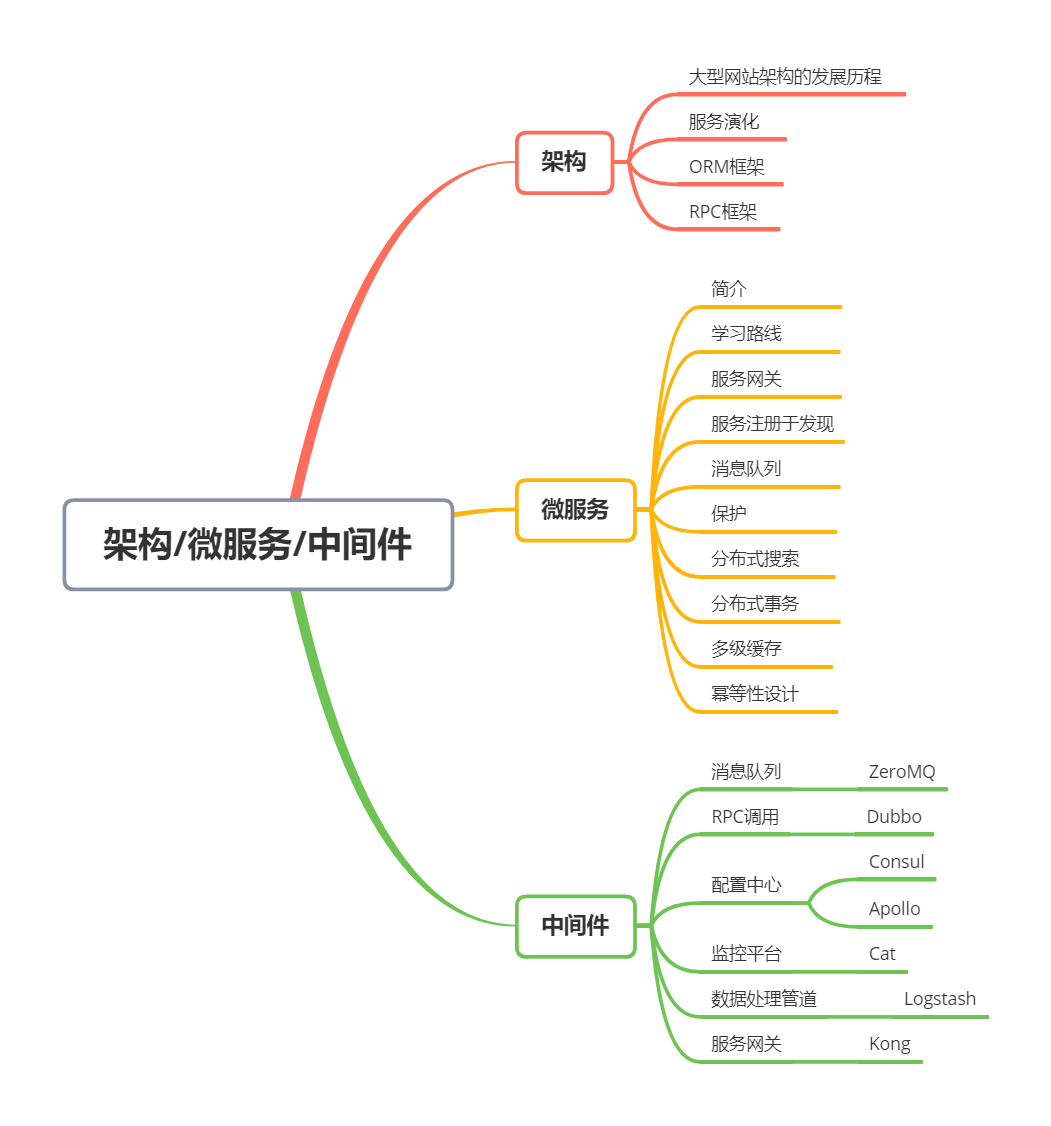 架构/微服务/中间件
架构
大型网站架构的发展历程
服务演化
ORM框架
RPC框架
微服务
简介
学习路线
服务网关
服务注册于发现
消息队列
保护
分布式搜索
分布式事务
多级缓存
幂等性设计
中间件
消息队列
ZeroMQ
RPC调用
Dubbo
配置中心
Consul
Apollo
监控平台
Cat
数据处理管道
Logstash
服务网关
Kong